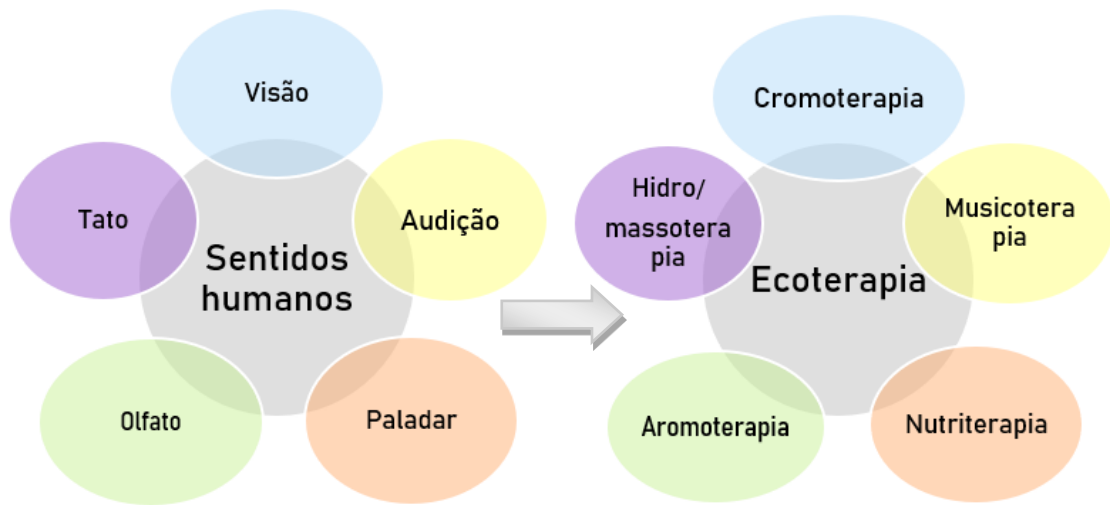 Visão
Tato
Audição
Sentidos
humanos
Olfato
Paladar
Cromoterapia
Hidro/
massotera
pia
Musicotera
pia
Ecoterapia
Aromoterapia
Nutriterapia